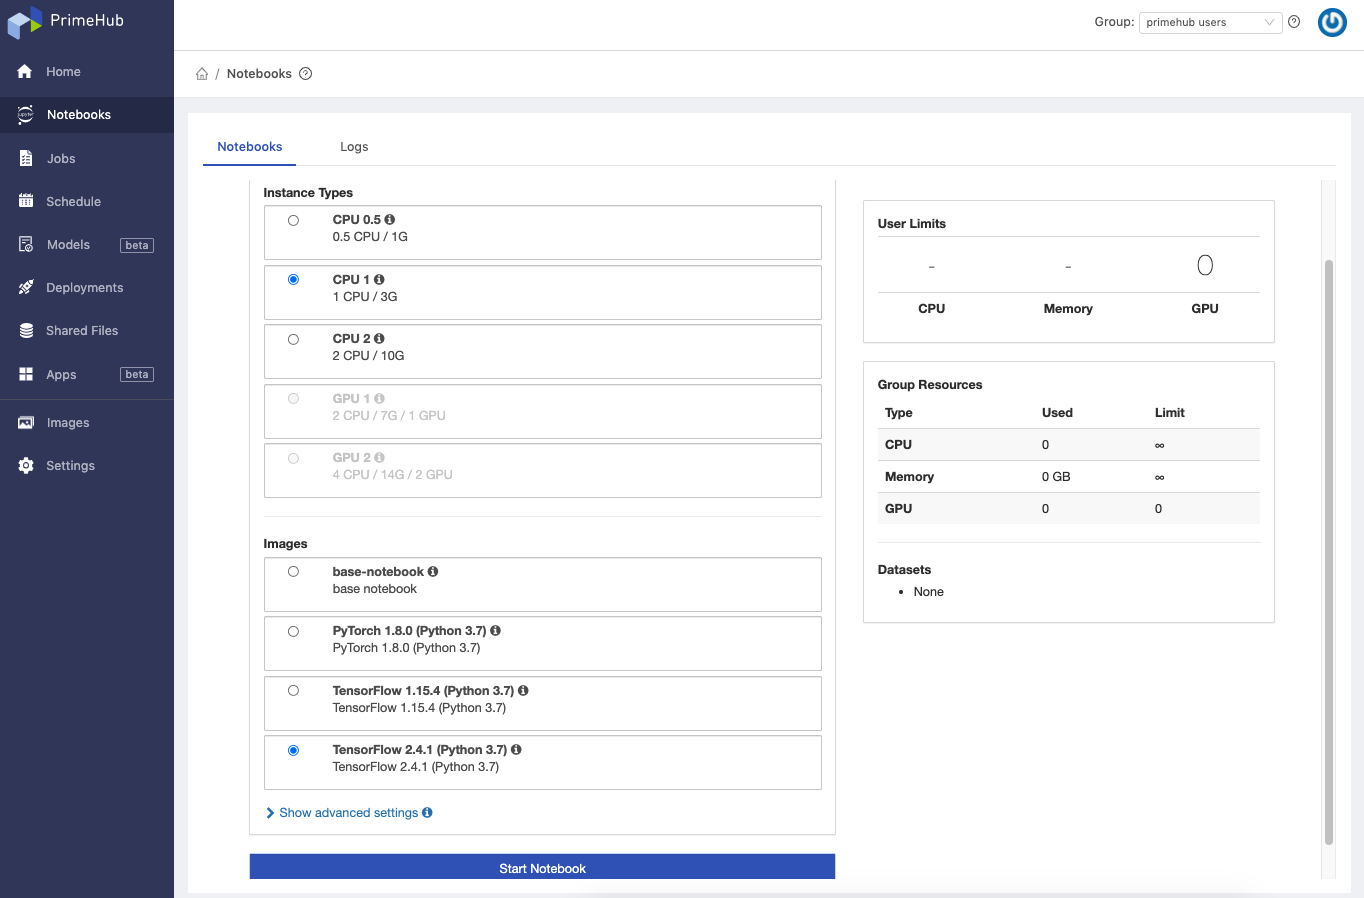 PrimeHub
Group: primehub users
Home
Notebooks
Jobs
Schedule
Models beta
Deployments
Shared Files
Apps beta
Images
Settings
/ Notebooks
Notebooks Logs
Instance Types
CPU 0.5
0.5 CPU / 1G
CPU 1
1 CPU / 3G
CPU 2
2 CPU / 10G
GPU 1
2 CPU / 7G / 1 GPU
GPU 2
4 CPU / 14G / 2 GPU
Images
base-notebook
base notebook
PyTorch 1.8.0 (Python 3.7)
PyTorch 1.8.0 (Python 3.7)
TensorFlow 1.15.4 (Python 3.7)
TensorFlow 1.15.4 (Python 3.7)
TensorFlow 2.4.1 (Python 3.7)
TensorFlow 2.4.1 (Python 3.7)
Show advanced settings
Start Notebook
User Limits
- - 0
CPU Memory GPU
Group Resources
Type Used Limit
CPU 0 ∞
Memory 0 GB ∞
GPU 0 0
Datasets
• None